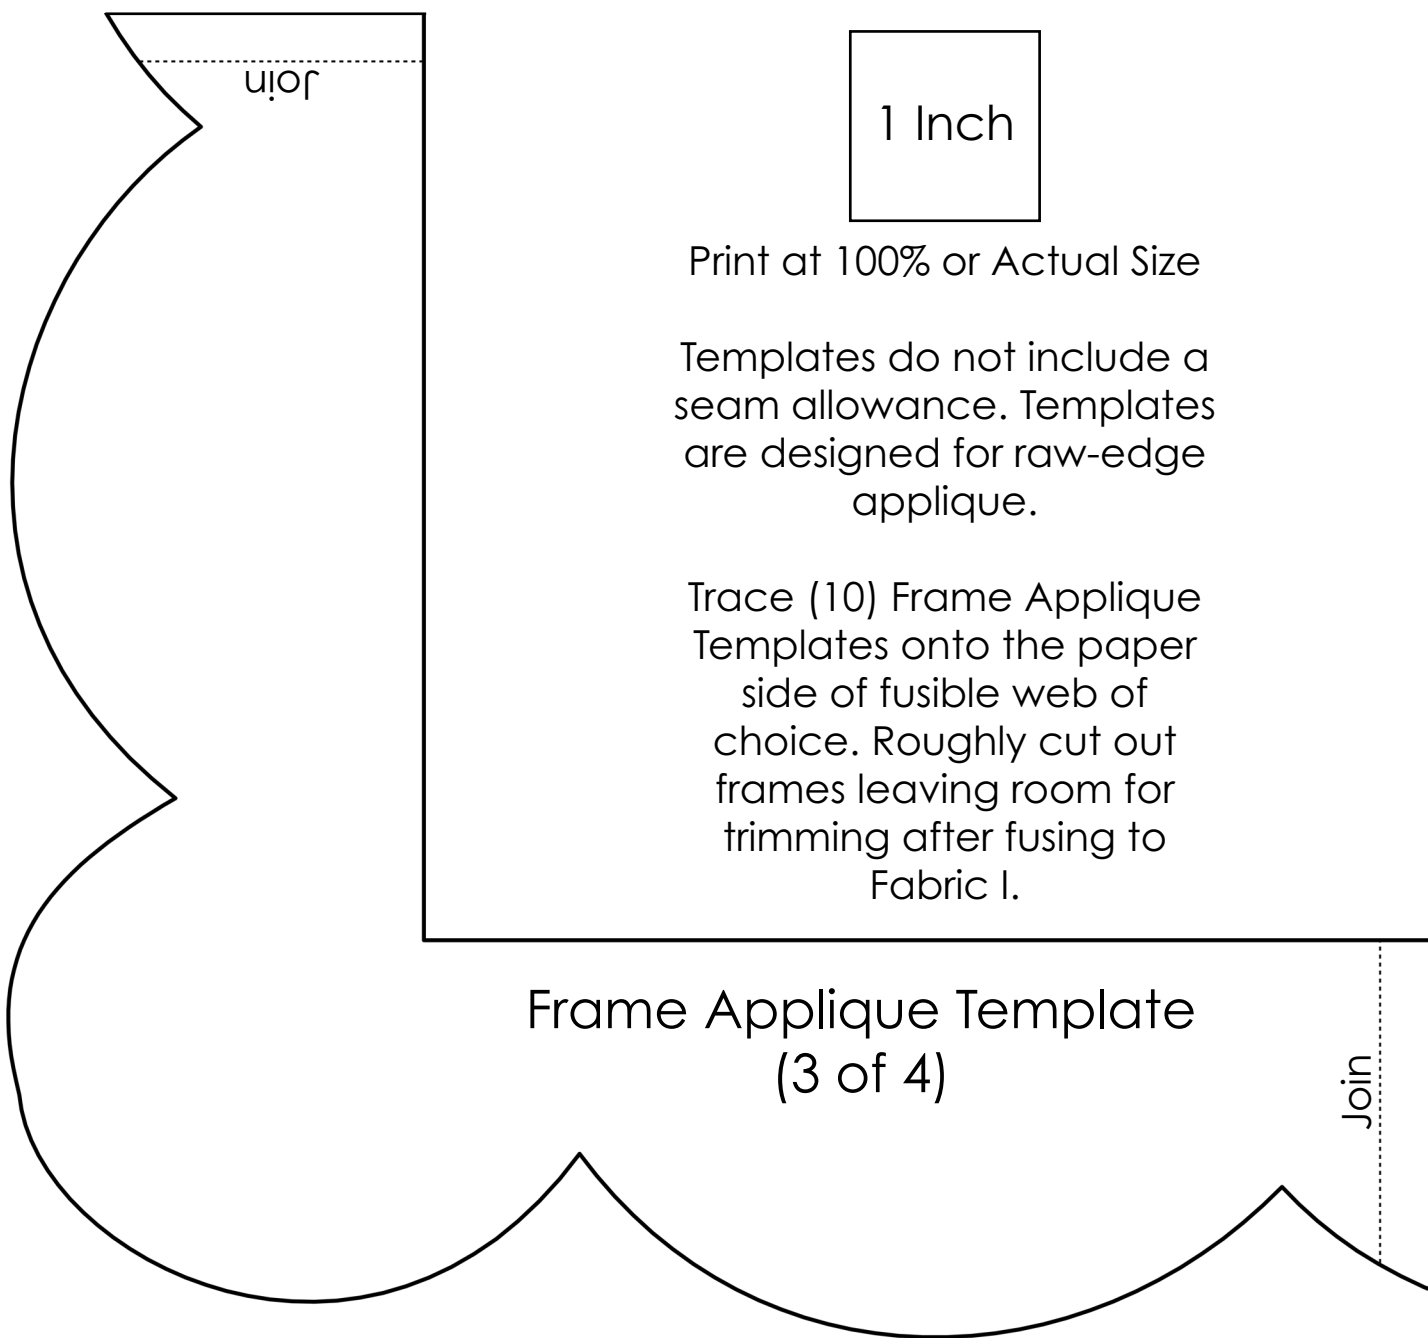 Join
1 Inch
Print at 100% or Actual Size
Templates do not include a
seam allowance. Templates
are designed for raw-edge
applique.
Trace (10) Frame Applique
Templates onto the paper
side of fusible web of
choice. Roughly cut out
frames leaving room for
trimming after fusing to
Fabric I.
Frame Applique Template
(3 of 4)
Join